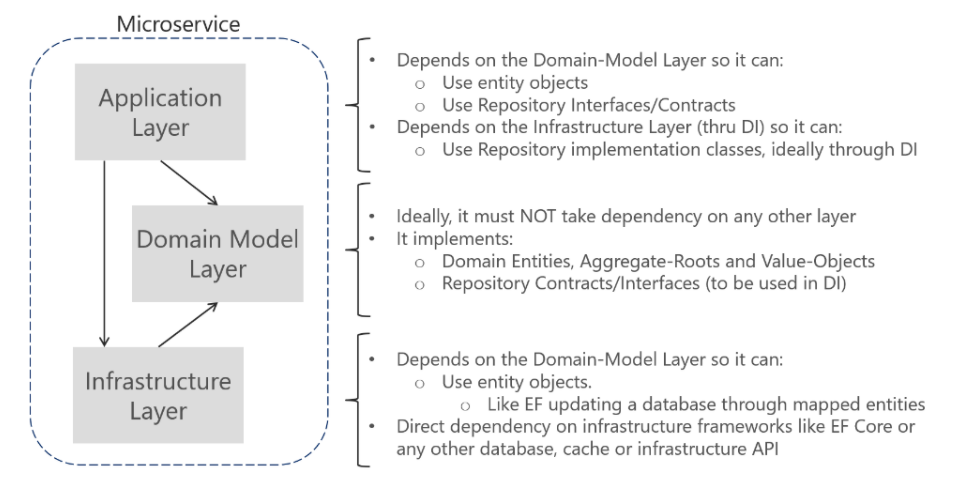 Microservice
Application
Layer
Domain Model
Layer
Infrastructure
Layer
• Depends on the Domain-Model Layer so it can:
o Use entity objects
o Use Repository Interfaces/Contracts
• Depends on the Infrastructure Layer (thru DI) so it can:
o Use Repository implementation classes, ideally through DI
• Ideally, it must NOT take dependency on any other layer
• It implements:
o Domain Entities, Aggregate-Roots and Value-Objects
o Repository Contracts/Interfaces (to be used in DI)
• Depends on the Domain-Model Layer so it can:
o Use entity objects.
o Like EF updating a database through mapped entities
• Direct dependency on infrastructure frameworks like EF Core or
any other database, cache or infrastructure API